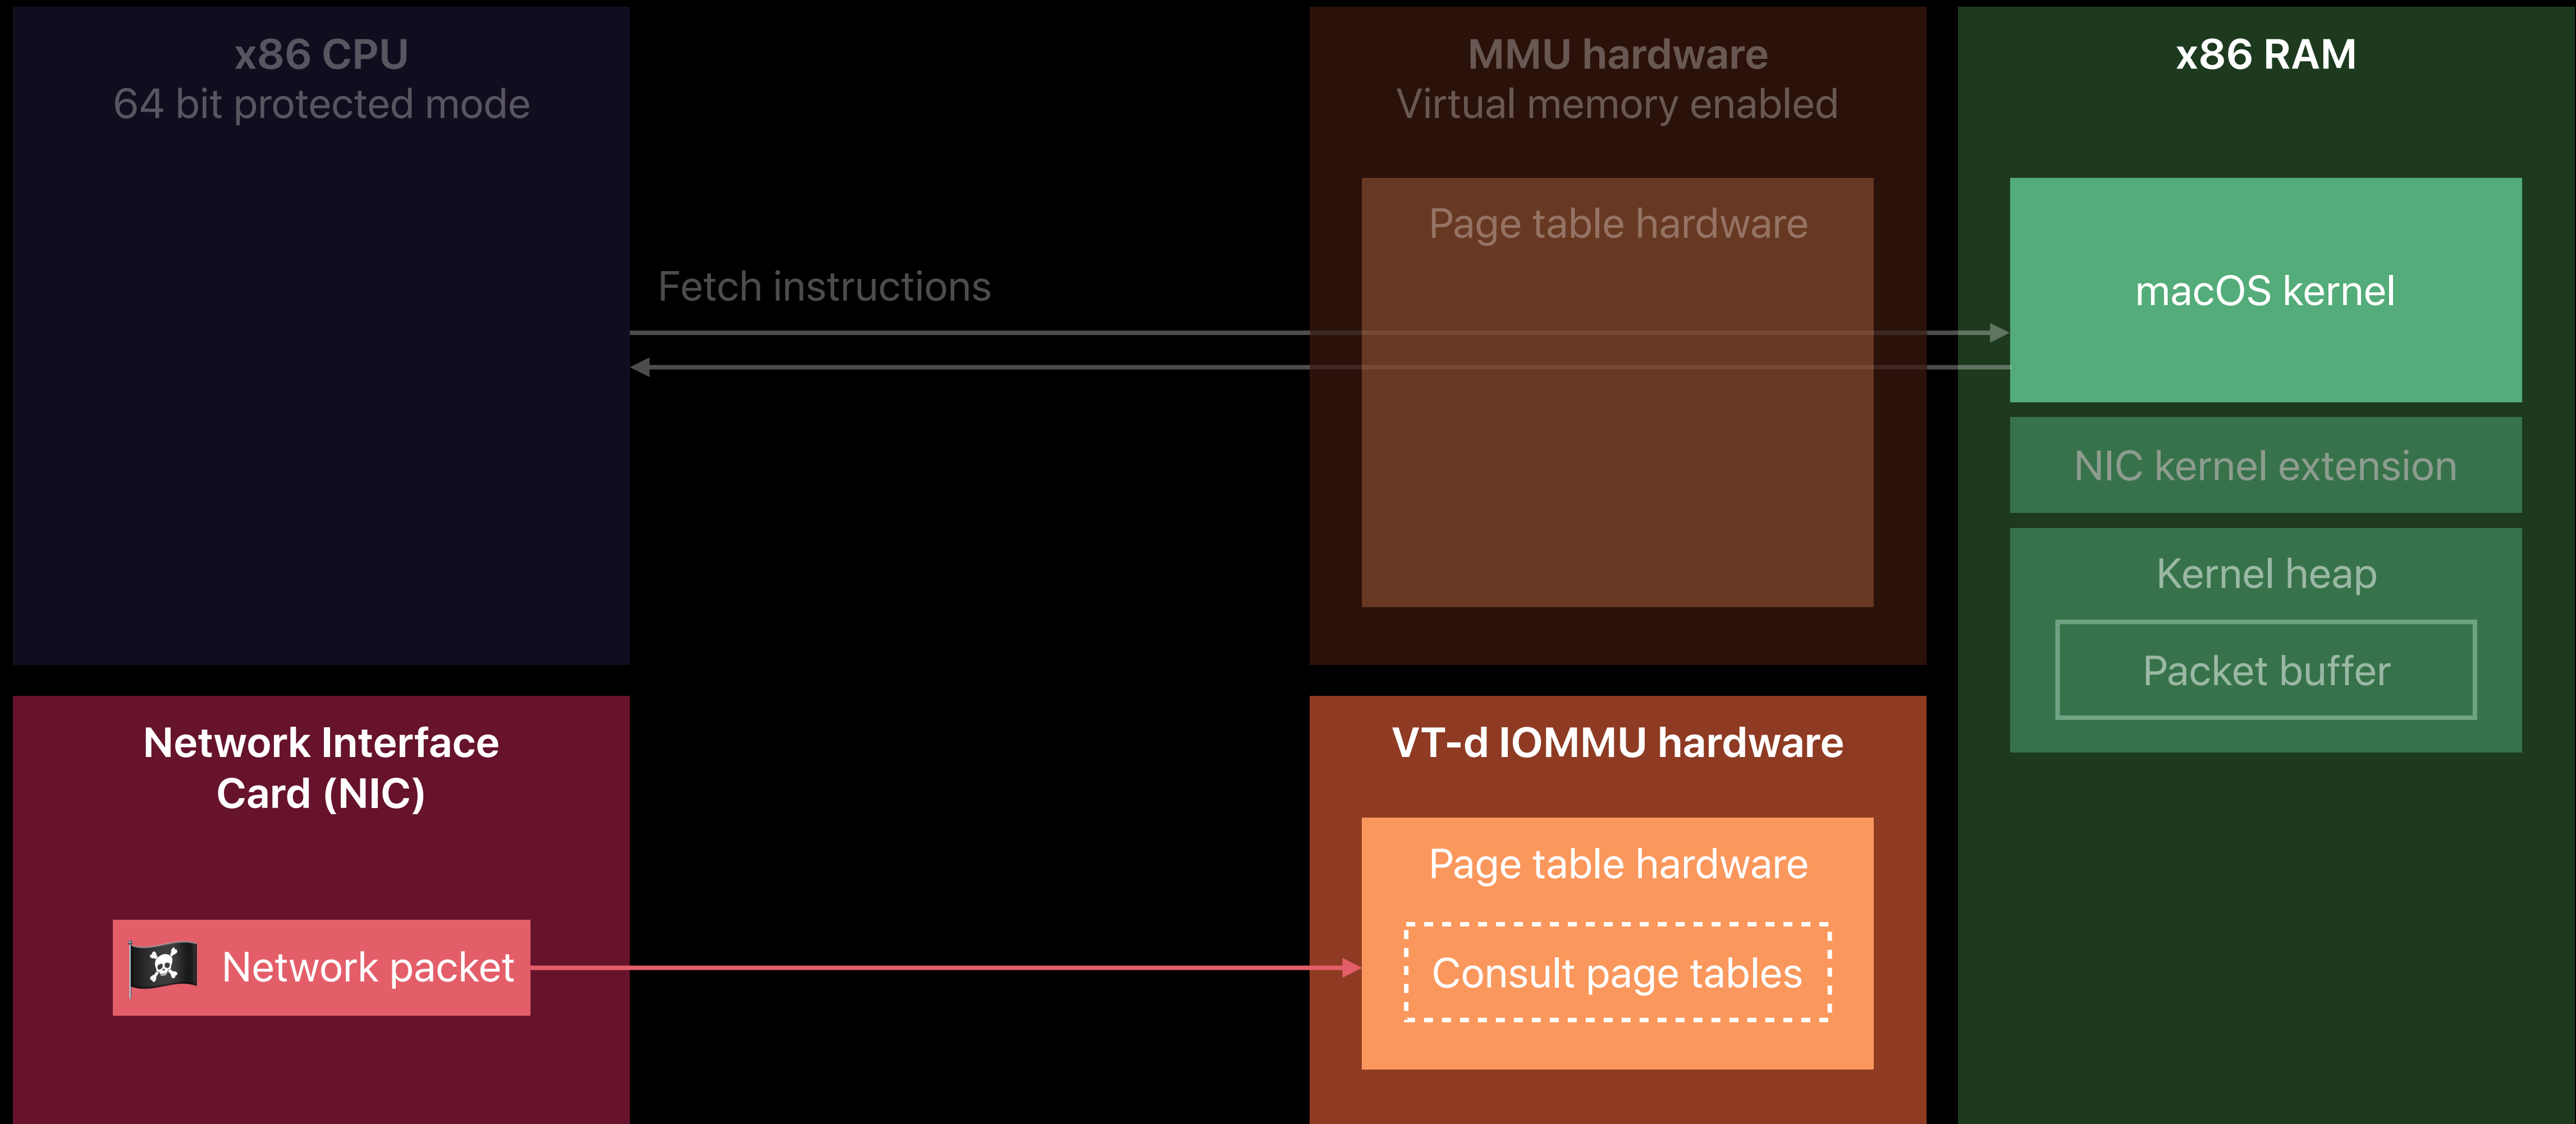 x86 CPU
64 bit protected mode
Fetch instructions
MMU hardware
Virtual memory enabled
Page table hardware
x86 RAM
macOS kernel
NIC kernel extension
Kernel heap
Packet buffer
Network Interface
Card (NIC)
Network packet
VT-d IOMMU hardware
Page table hardware
Consult page tables